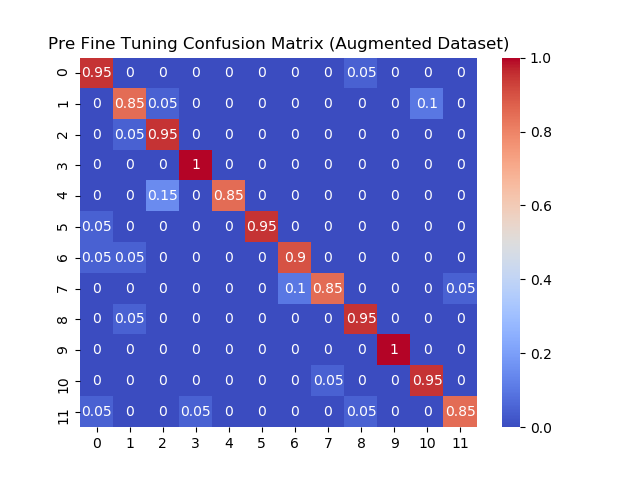 Pre Fine Tuning Confusion Matrix (Augmented Dataset)
0 0.95 0 0 0 0 0 0 0 0.05 0 0 0
1 0 0.85 0.05 0 0 0 0 0 0 0 0.1 0
2 0 0.05 0.95 0 0 0 0 0 0 0 0 0
3 0 0 0 1 0 0 0 0 0 0 0 0
4 0 0 0.15 0 0.85 0 0 0 0 0 0 0
5 0.05 0 0 0 0 0.95 0 0 0 0 0 0
6 0.05 0.05 0 0 0 0 0.9 0 0 0 0 0
7 0 0 0 0 0 0 0.1 0.85 0 0 0 0.05
8 0 0.05 0 0 0 0 0 0 0.95 0 0 0
9 0 0 0 0 0 0 0 0 0 1 0 0
10 0 0 0 0 0 0 0 0.05 0 0 0.95 0
11 0.05 0 0 0.05 0 0 0 0 0.05 0 0 0.85
0 1 2 3 4 5 6 7 8 9 10 11
1.0
0.8
0.6
0.4
0.2
0.0